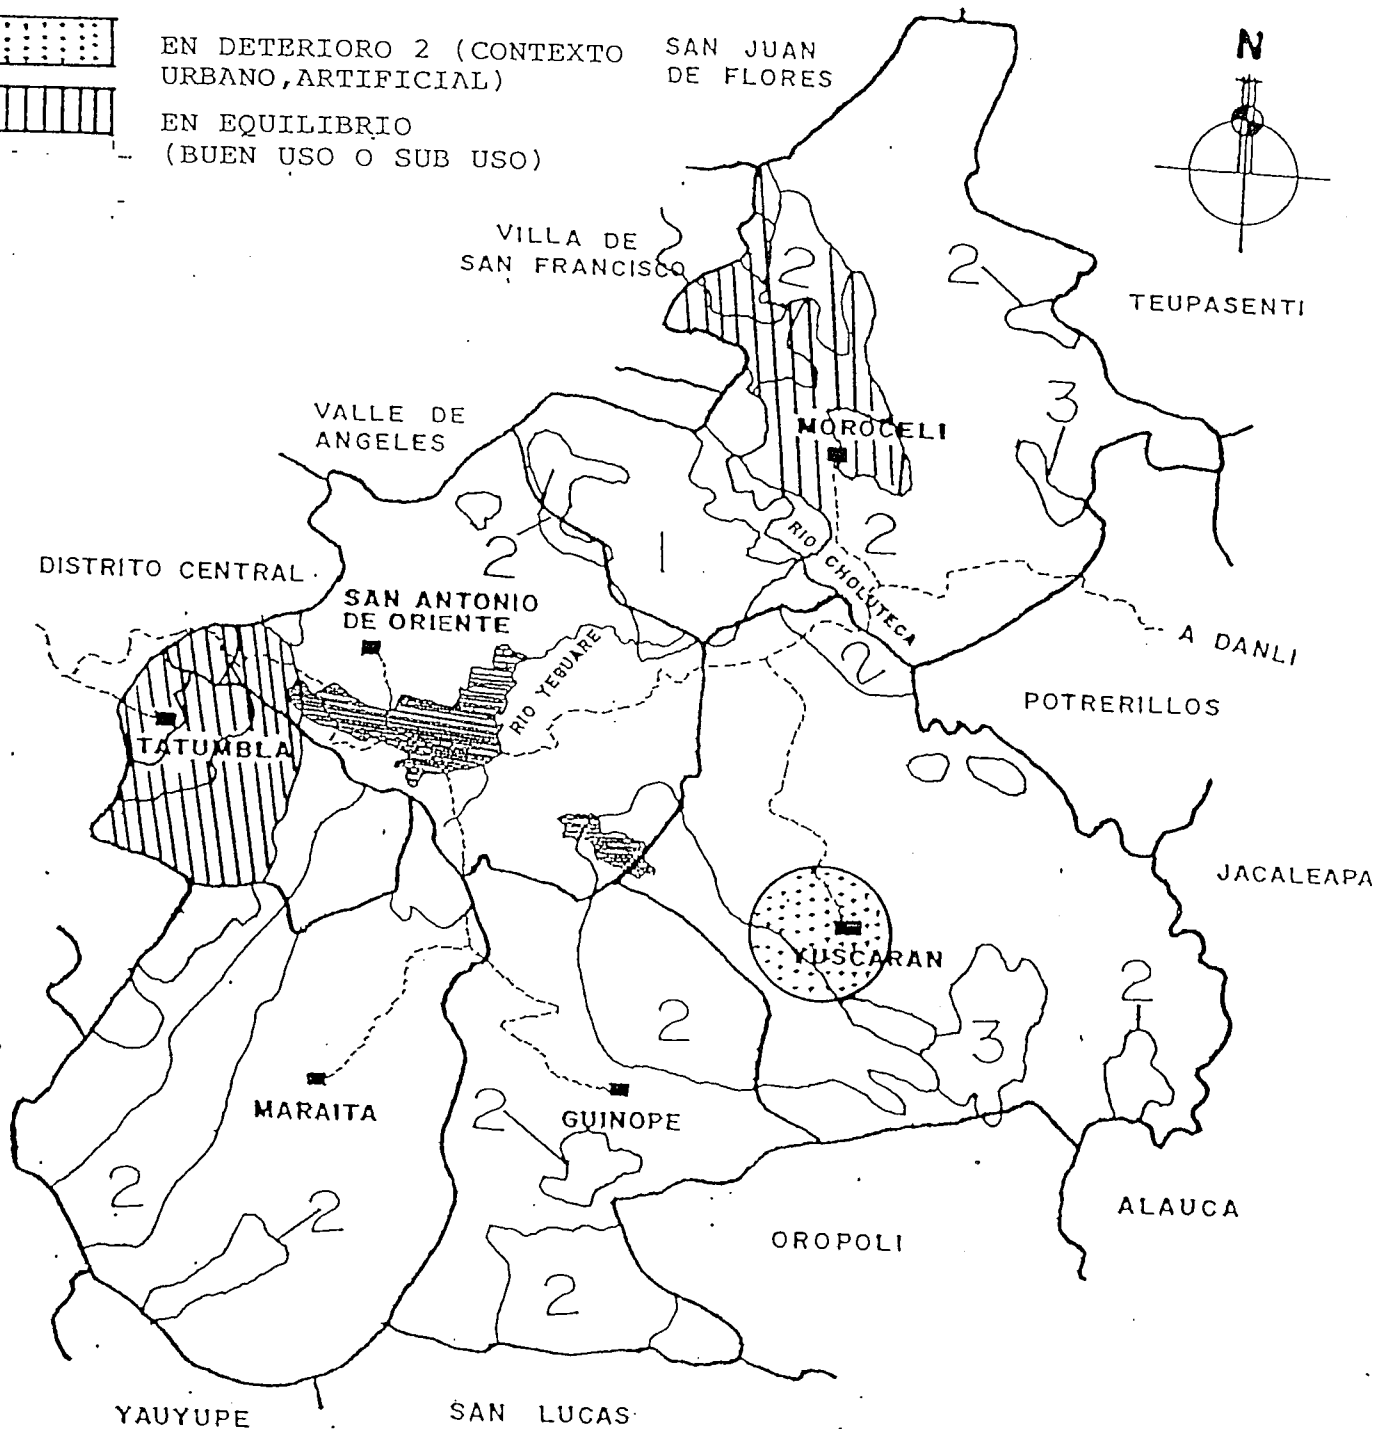 EN DETERIORO 2 (CONTEXTO
URBANO,ARTIFICIAL)
EN EQUILIBRIO
(BUEN USO O SUB USO)
SAN JUAN
DE FLORES
N
VILLA DE
SAN FRANCISCO
2
2
TEUPASENTI
3
VALLE DE
ANGELES
MOROCELI
2
2
1
RIO CHOLUTECA
DISTRITO CENTRAL
SAN ANTONIO
DE ORIENTE
RIO YEBUARE
2
A DANLI
POTRERILLOS
TATUMBLA
JACALEAPA
YUSCARAN
2
2
3
MARAITA
2
GUINOPE
2
2
ALAUCA
OROPOLI
2
YAUYUPE
SAN LUCAS